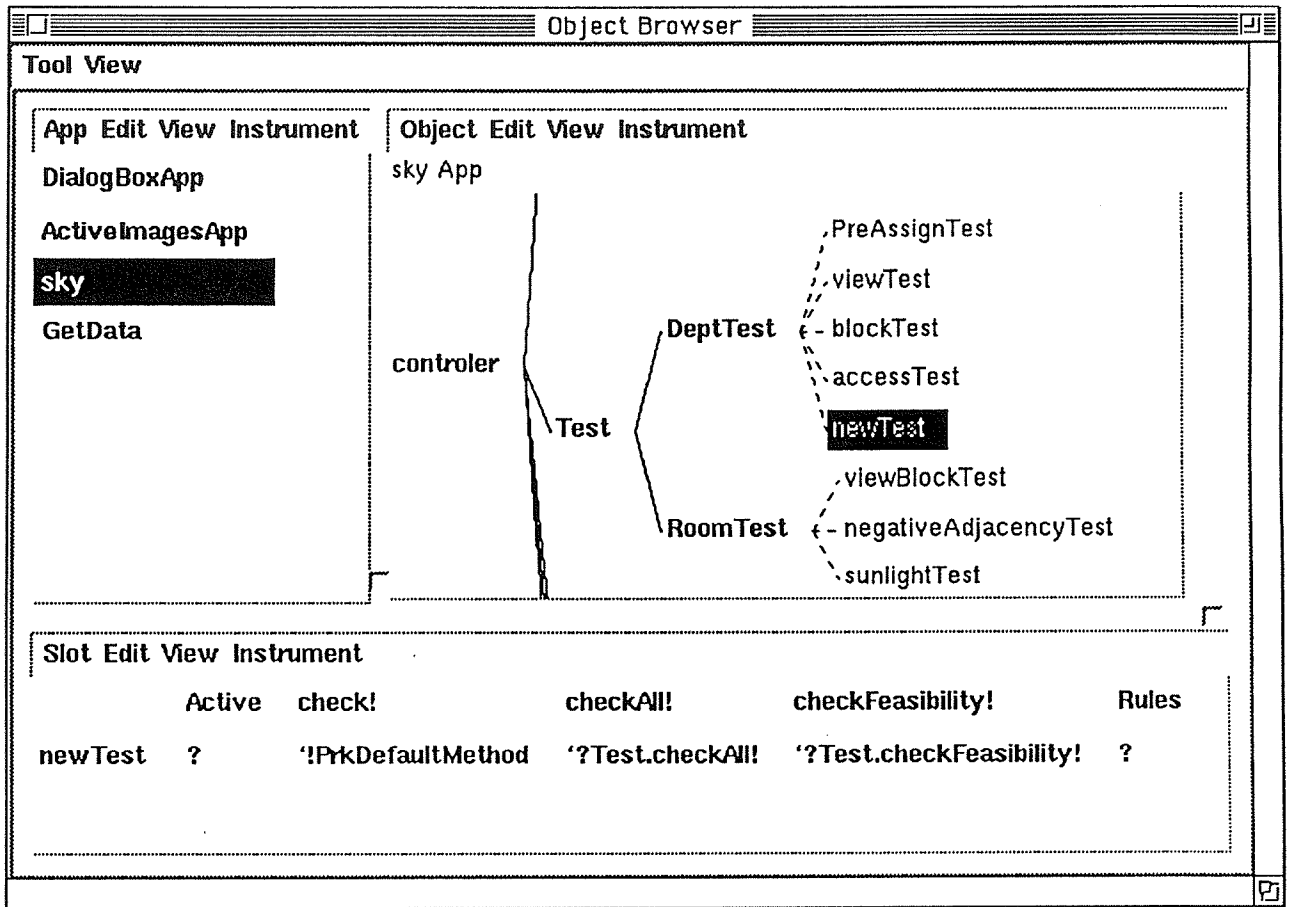 Object Browser
Tool View
App Edit View Instrument
DialogBoxApp
ActiveImagesApp
sky
GetData
Object Edit View Instrument
sky App
controler
Test
DeptTest
PreAssignTest
viewTest
blockTest
accessTest
newTest
RoomTest
viewBlockTest
negativeAdjacencyTest
sunlightTest
Slot Edit View Instrument
Active check! checkAll! checkFeasibility! Rules
newTest ? '!PrkDefaultMethod '?Test.checkAll! '?Test.checkFeasibility! ?